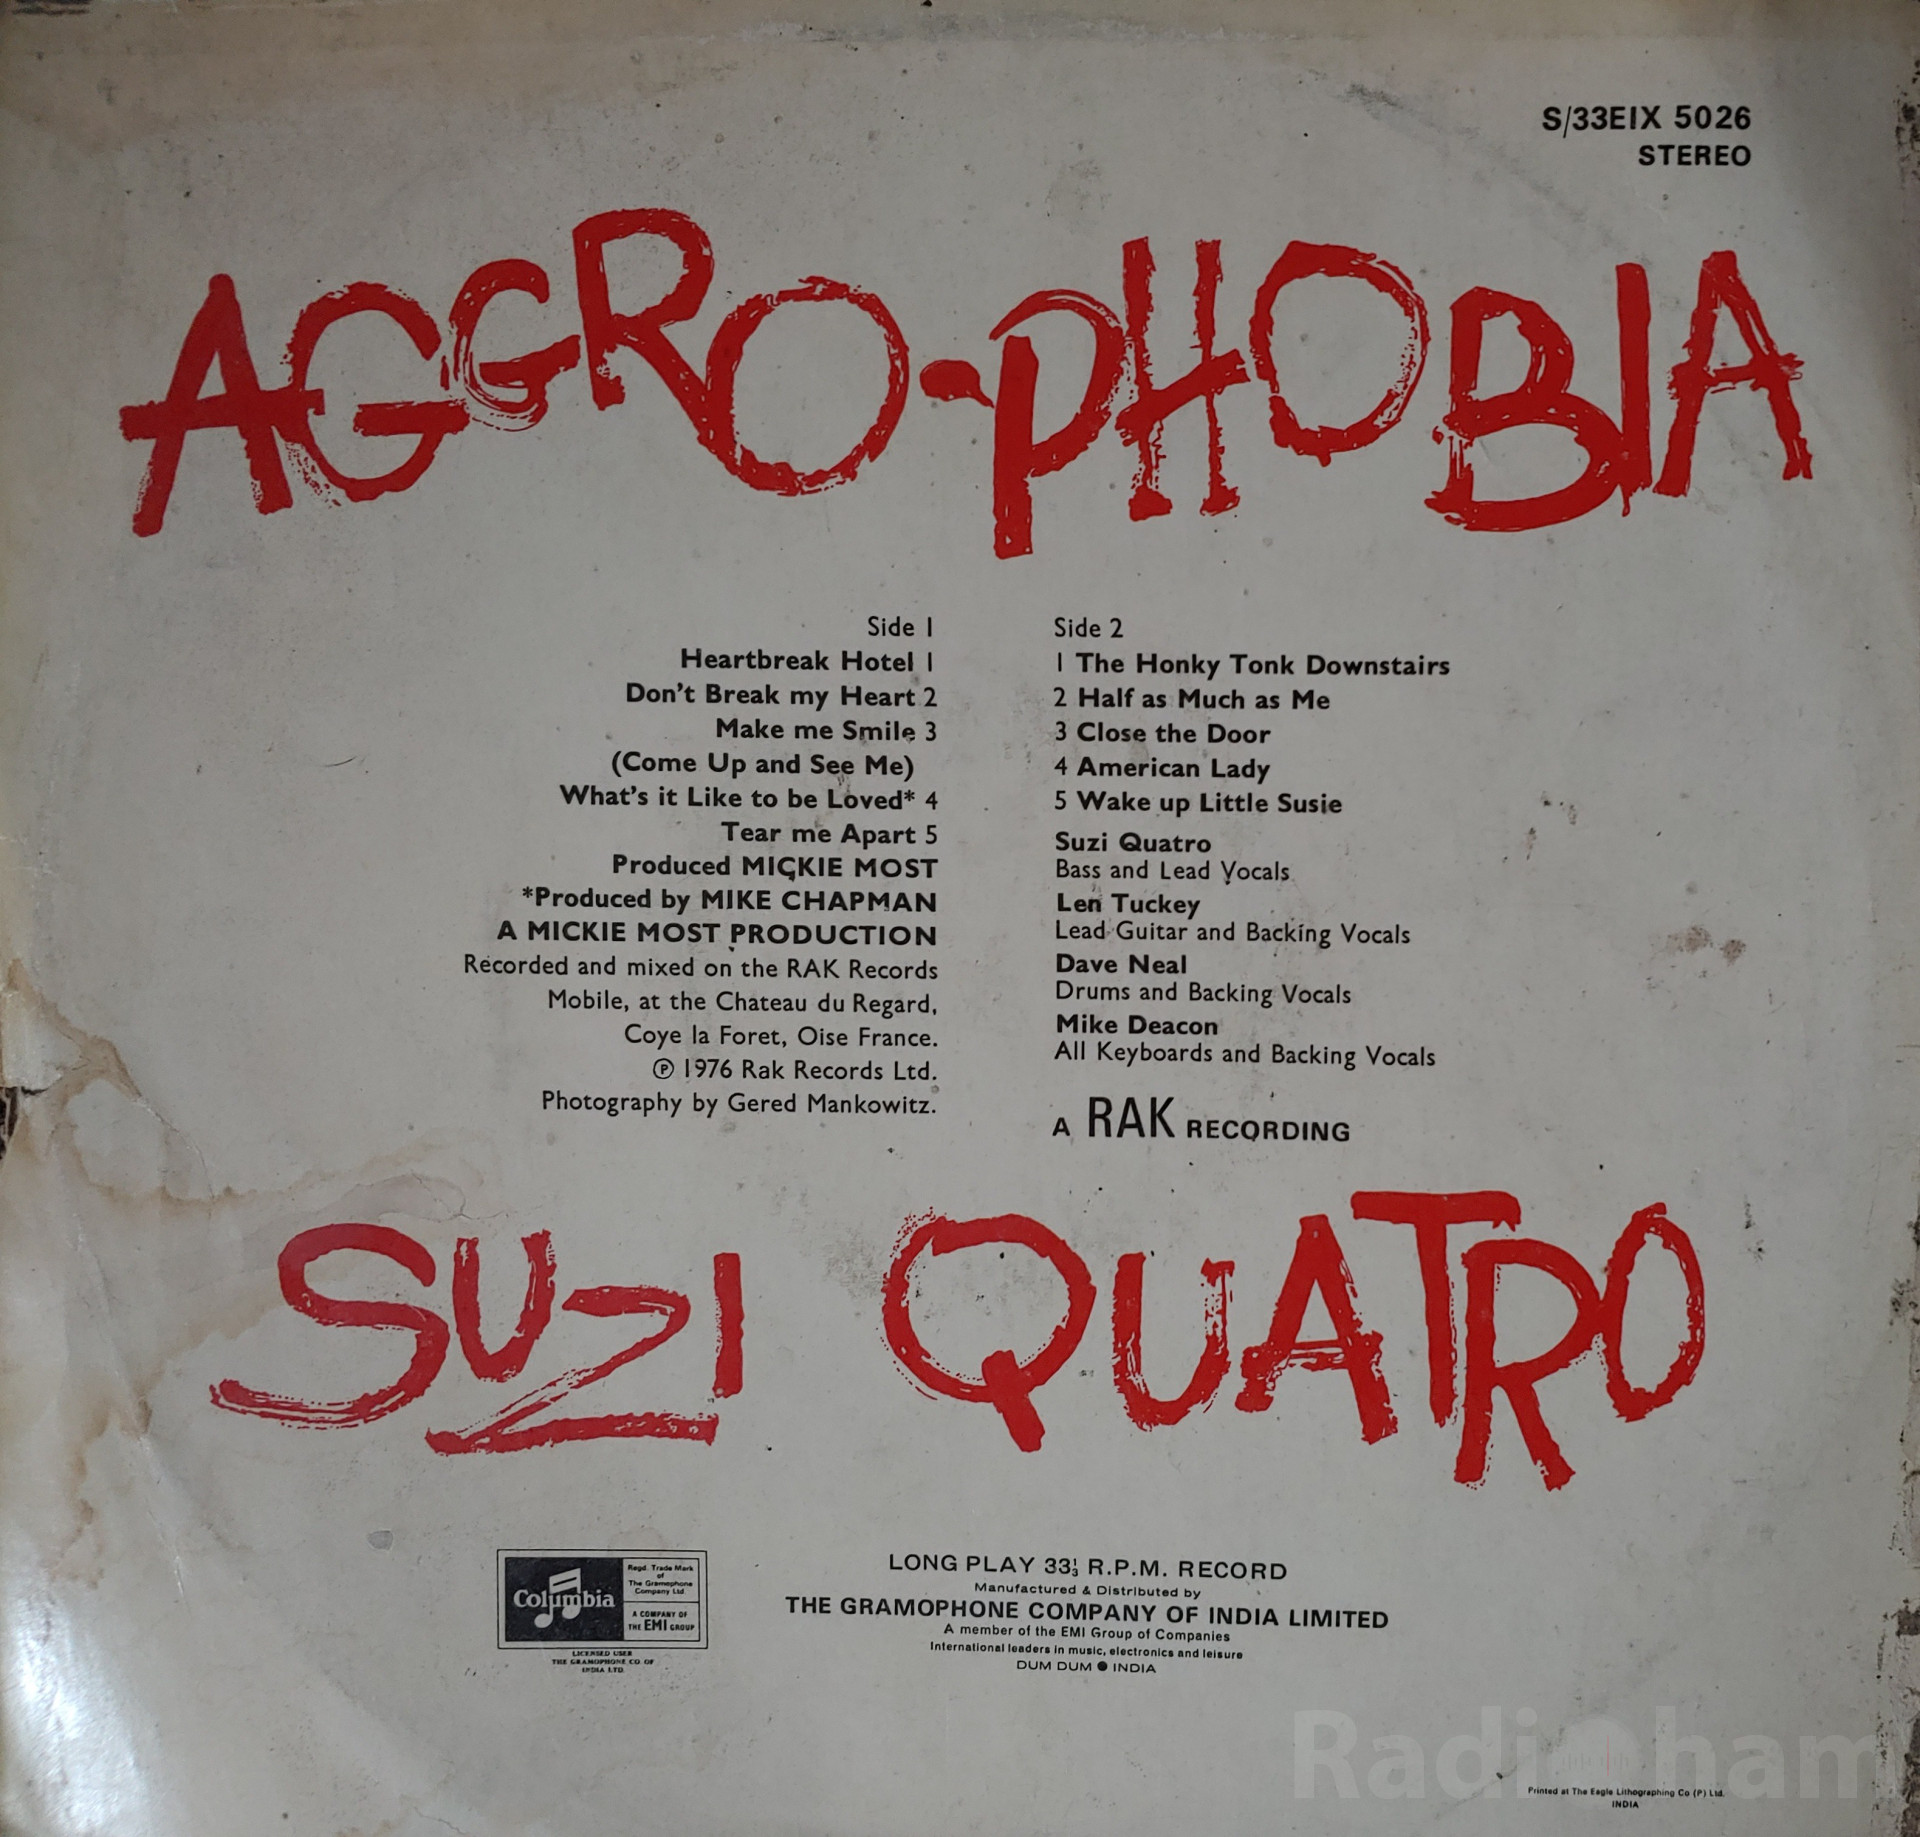 S/33EIX 5026
STEREO
AGGRO-PHOBIA
Side 1
Heartbreak Hotel 1
Don't Break my Heart 2
Make me Smile 3
(Come Up and See Me)
What's it Like to be Loved* 4
Tear me Apart 5
Produced MICKIE MOST
*Produced by MIKE CHAPMAN
A MICKIE MOST PRODUCTION
Recorded and mixed on the RAK Records
Mobile, at the Chateau du Regard,
Coye la Foret, Oise France.
℗ 1976 Rak Records Ltd.
Photography by Gered Mankowitz.
Side 2
1 The Honky Tonk Downstairs
2 Half as Much as Me
3 Close the Door
4 American Lady
5 Wake up Little Susie
Suzi Quatro
Bass and Lead Vocals
Len Tuckey
Lead Guitar and Backing Vocals
Dave Neal
Drums and Backing Vocals
Mike Deacon
All Keyboards and Backing Vocals
A RAK RECORDING
SUZI QUATRO
Columbia
Regd. Trade Mark
of
The Gramophone
Company Ltd.
A COMPANY OF
THE EMI GROUP
LICENSED USER
THE GRAMOPHONE CO OF
INDIA LTD.
LONG PLAY 33⅓ R.P.M. RECORD
Manufactured & Distributed by
THE GRAMOPHONE COMPANY OF INDIA LIMITED
A member of the EMI Group of Companies
International leaders in music, electronics and leisure
DUM DUM ● INDIA
Radi ham
Printed at The Eagle Lithographing Co (P) Ltd.
INDIA